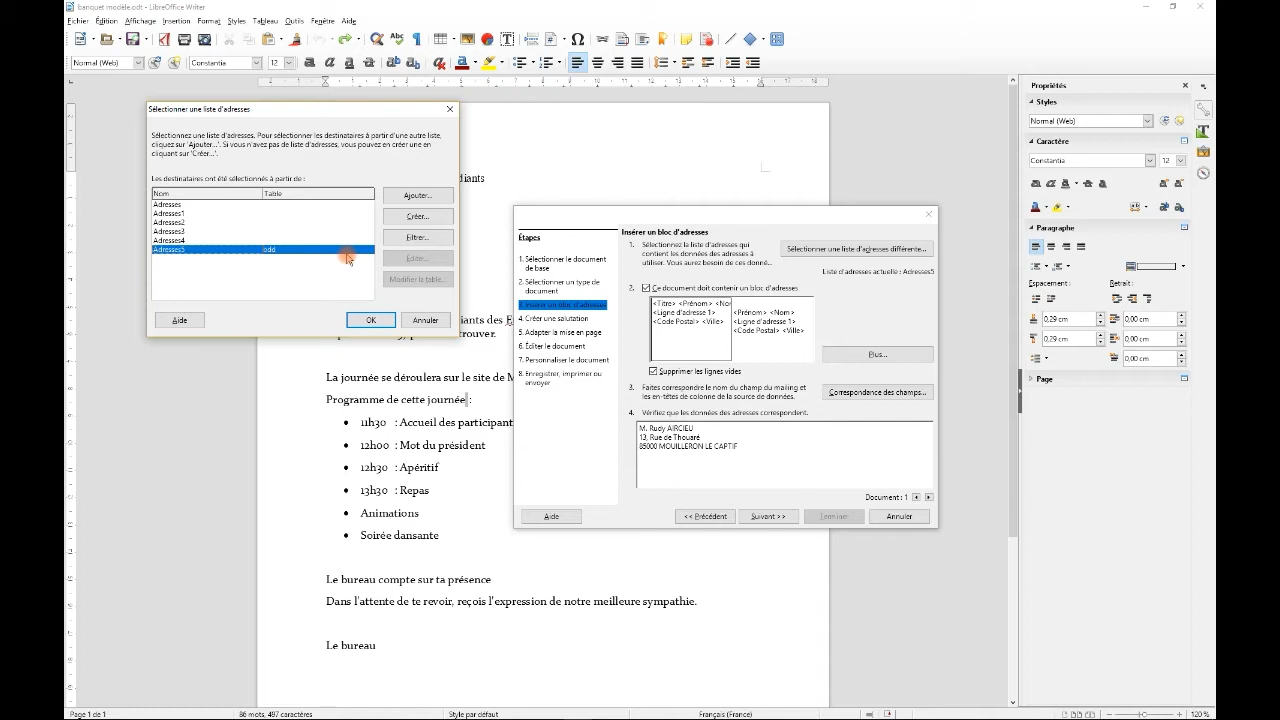 banquet modèle.odt - LibreOffice Writer
Fichier Édition Affichage Insertion Format Styles Tableau Outils Fenêtre Aide
Normal (Web) Constantia 12
Sélectionner une liste d'adresses
Sélectionnez une liste d'adresses. Pour sélectionner les destinataires à partir d'une autre liste,
cliquez sur 'Ajouter...'. Si vous n'avez pas de liste d'adresses, vous pouvez en créer une en
cliquant sur 'Créer...'.
Les destinataires ont été sélectionnés à partir de :
Nom Table
Adresses
Adresses1
Adresses2
Adresses3
Adresses4
Adresses5 bdd
Ajouter...
Créer...
Filtrer...
Éditer...
Modifier la table...
Aide OK Annuler
diants
iants des
trouver.
La journée se déroulera sur le site de M
Programme de cette journée :
• 11h30 : Accueil des participant
• 12h00 : Mot du président
• 12h30 : Apéritif
• 13h30 : Repas
• Animations
• Soirée dansante
Le bureau compte sur ta présence
Dans l'attente de te revoir, reçois l'expression de notre meilleure sympathie.
Le bureau
Étapes
1. Sélectionner le document
de base
2. Sélectionner un type de
document
3. Insérer un bloc d'adresses
4. Créer une salutation
5. Adapter la mise en page
6. Éditer le document
7. Personnaliser le document
8. Enregistrer, imprimer ou
envoyer
Insérer un bloc d'adresses
1. Sélectionnez la liste d'adresses qui
contient les données des adresses à
utiliser. Vous aurez besoin de ces donné...
Sélectionner une liste d'adresses différente...
Liste d'adresses actuelle : Adresses5
2. Ce document doit contenir un bloc d'adresses
<Titre> <Prénom> <No
<Ligne d'adresse 1>
<Code Postal> <Ville>
<Prénom> <Nom>
<Ligne d'adresse 1>
<Code Postal> <Ville>
Plus...
Supprimer les lignes vides
3. Faites correspondre le nom du champ du mailing et
les en-têtes de colonne de la source de données.
Correspondance des champs...
4. Vérifiez que les données des adresses correspondent.
M. Rudy AIRCIEU
13, Rue de Thouaré
85000 MOUILLERON LE CAPTIF
Document : 1
Aide << Précédent Suivant >> Terminer Annuler
Propriétés
Styles
Normal (Web)
Caractère
Constantia 12
Paragraphe
Espacement : Retrait :
0,29 cm 0,00 cm
0,29 cm 0,00 cm
0,00 cm
Page
Page 1 de 1 86 mots, 497 caractères Style par défaut Français (France) 120 %